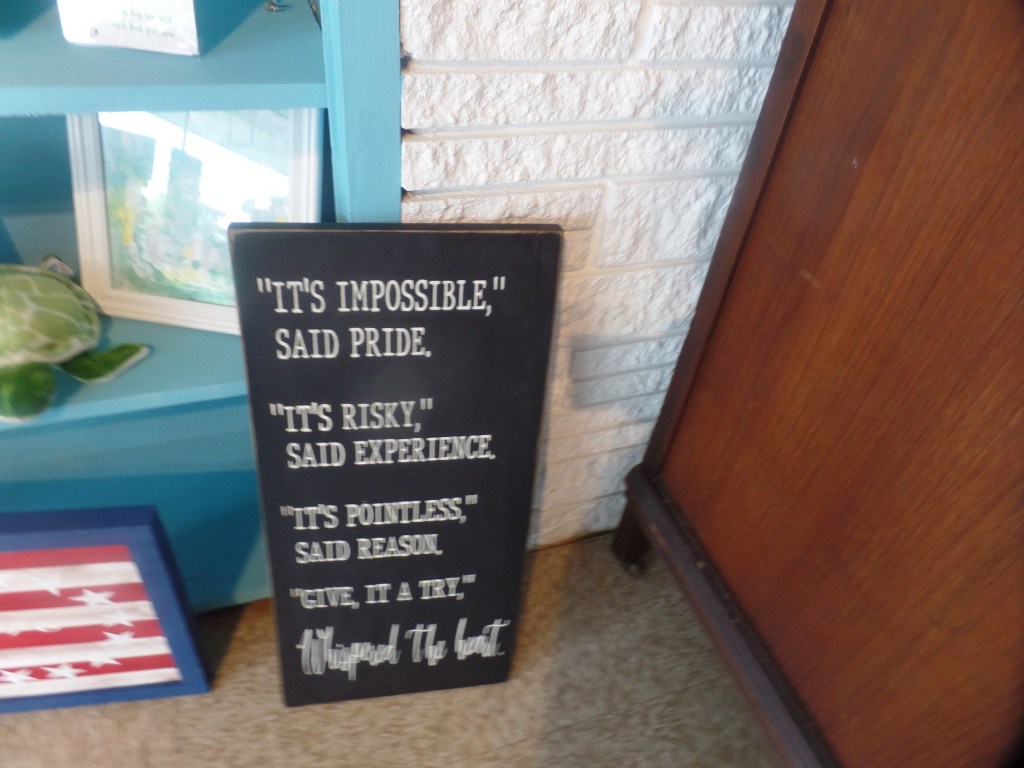 "IT'S IMPOSSIBLE,"
SAID PRIDE.
"IT'S RISKY,"
SAID EXPERIENCE.
"IT'S POINTLESS,"
SAID REASON.
"GIVE, IT A TRY,"
Whispered the heart.